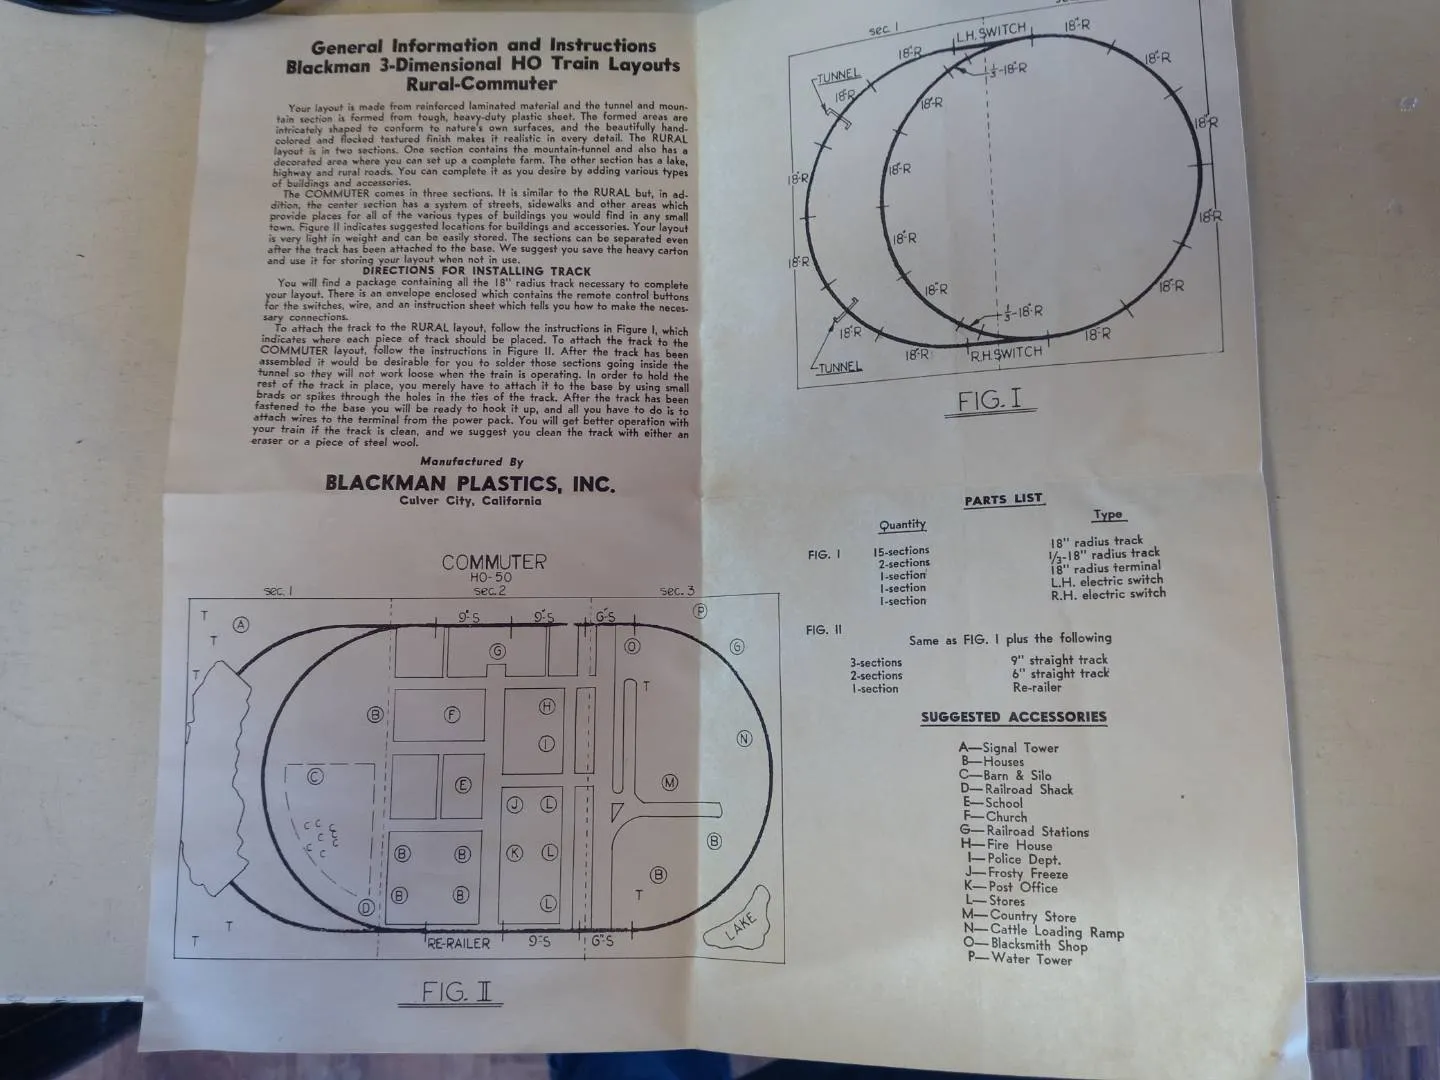 General Information and Instructions
Blackman 3-Dimensional HO Train Layouts
Rural-Commuter
Your layout is made from reinforced laminated material and the tunnel and moun-
tain section is formed from tough, heavy-duty plastic sheet. The formed areas are
intricately shaped to conform to nature's own surfaces, and the beautifully hand-
colored and flocked textured finish makes it realistic in every detail. The RURAL
layout is in two sections. One section contains the mountain-tunnel and also has a
decorated area where you can set up a complete farm. The other section has a lake,
highway and rural roads. You can complete it as you desire by adding various types
of buildings and accessories.
The COMMUTER comes in three sections. It is similar to the RURAL but, in ad-
dition, the center section has a system of streets, sidewalks and other areas which
provide places for all of the various types of buildings you would find in any small
town. Figure II indicates suggested locations for buildings and accessories. Your layout
is very light in weight and can be easily stored. The sections can be separated even
after the track has been attached to the base. We suggest you save the heavy carton
and use it for storing your layout when not in use.
DIRECTIONS FOR INSTALLING TRACK
You will find a package containing all the 18" radius track necessary to complete
your layout. There is an envelope enclosed which contains the remote control buttons
for the switches, wire, and an instruction sheet which tells you how to make the neces-
sary connections.
To attach the track to the RURAL layout, follow the instructions in Figure I, which
indicates where each piece of track should be placed. To attach the track to the
COMMUTER layout, follow the instructions in Figure II. After the track has been
assembled it would be desirable for you to solder those sections going inside the
tunnel so they will not work loose when the train is operating. In order to hold the
rest of the track in place, you merely have to attach it to the base by using small
brads or spikes through the holes in the ties of the track. After the track has been
fastened to the base you will be ready to hook it up, and all you have to do is to
attach wires to the terminal from the power pack. You will get better operation with
your train if the track is clean, and we suggest you clean the track with either an
eraser or a piece of steel wool.
Manufactured By
BLACKMAN PLASTICS, INC.
Culver City, California
COMMUTER
HO-50
sec. 1 sec. 2 sec. 3
9"-S 9"-S 6"-S
T A T T
G O P G
T
B F H N
I
C E M
J L
C C C C C C C C
B B K L B
B B L B T
D
T T
RE-RAILER 9"-S 6"-S
LAKE
FIG. II
sec. 1
L.H. SWITCH 18"-R
18"-R 18"-R
1/3-18"-R
TUNNEL
18"-R 18"-R 18"-R
18"-R 18"-R
18"-R 18"-R
18"-R 18"-R 18"-R
1/3-18"-R
18"-R 18"-R 18"-R
R.H. SWITCH
TUNNEL
FIG. I
PARTS LIST
Quantity Type
FIG. I 15-sections 18" radius track
2-sections 1/3-18" radius track
1-section 18" radius terminal
1-section L.H. electric switch
1-section R.H. electric switch
FIG. II Same as FIG. I plus the following
3-sections 9" straight track
2-sections 6" straight track
1-section Re-railer
SUGGESTED ACCESSORIES
A—Signal Tower
B—Houses
C—Barn & Silo
D—Railroad Shack
E—School
F—Church
G—Railroad Stations
H—Fire House
I—Police Dept.
J—Frosty Freeze
K—Post Office
L—Stores
M—Country Store
N—Cattle Loading Ramp
O—Blacksmith Shop
P—Water Tower